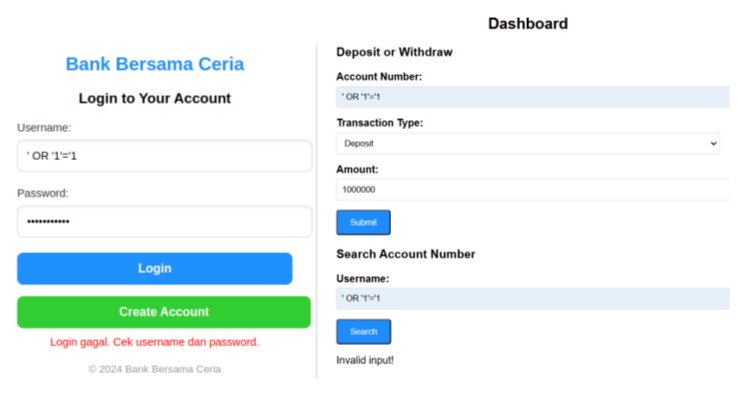 Bank Bersama Ceria
Login to Your Account
Username:
' OR '1'='1
Password:
•••••••••••
Login
Create Account
Login gagal. Cek username dan password.
© 2024 Bank Bersama Ceria
Dashboard
Deposit or Withdraw
Account Number:
' OR '1'='1
Transaction Type:
Deposit
Amount:
1000000
Submit
Search Account Number
Username:
' OR '1'='1
Search
Invalid input!